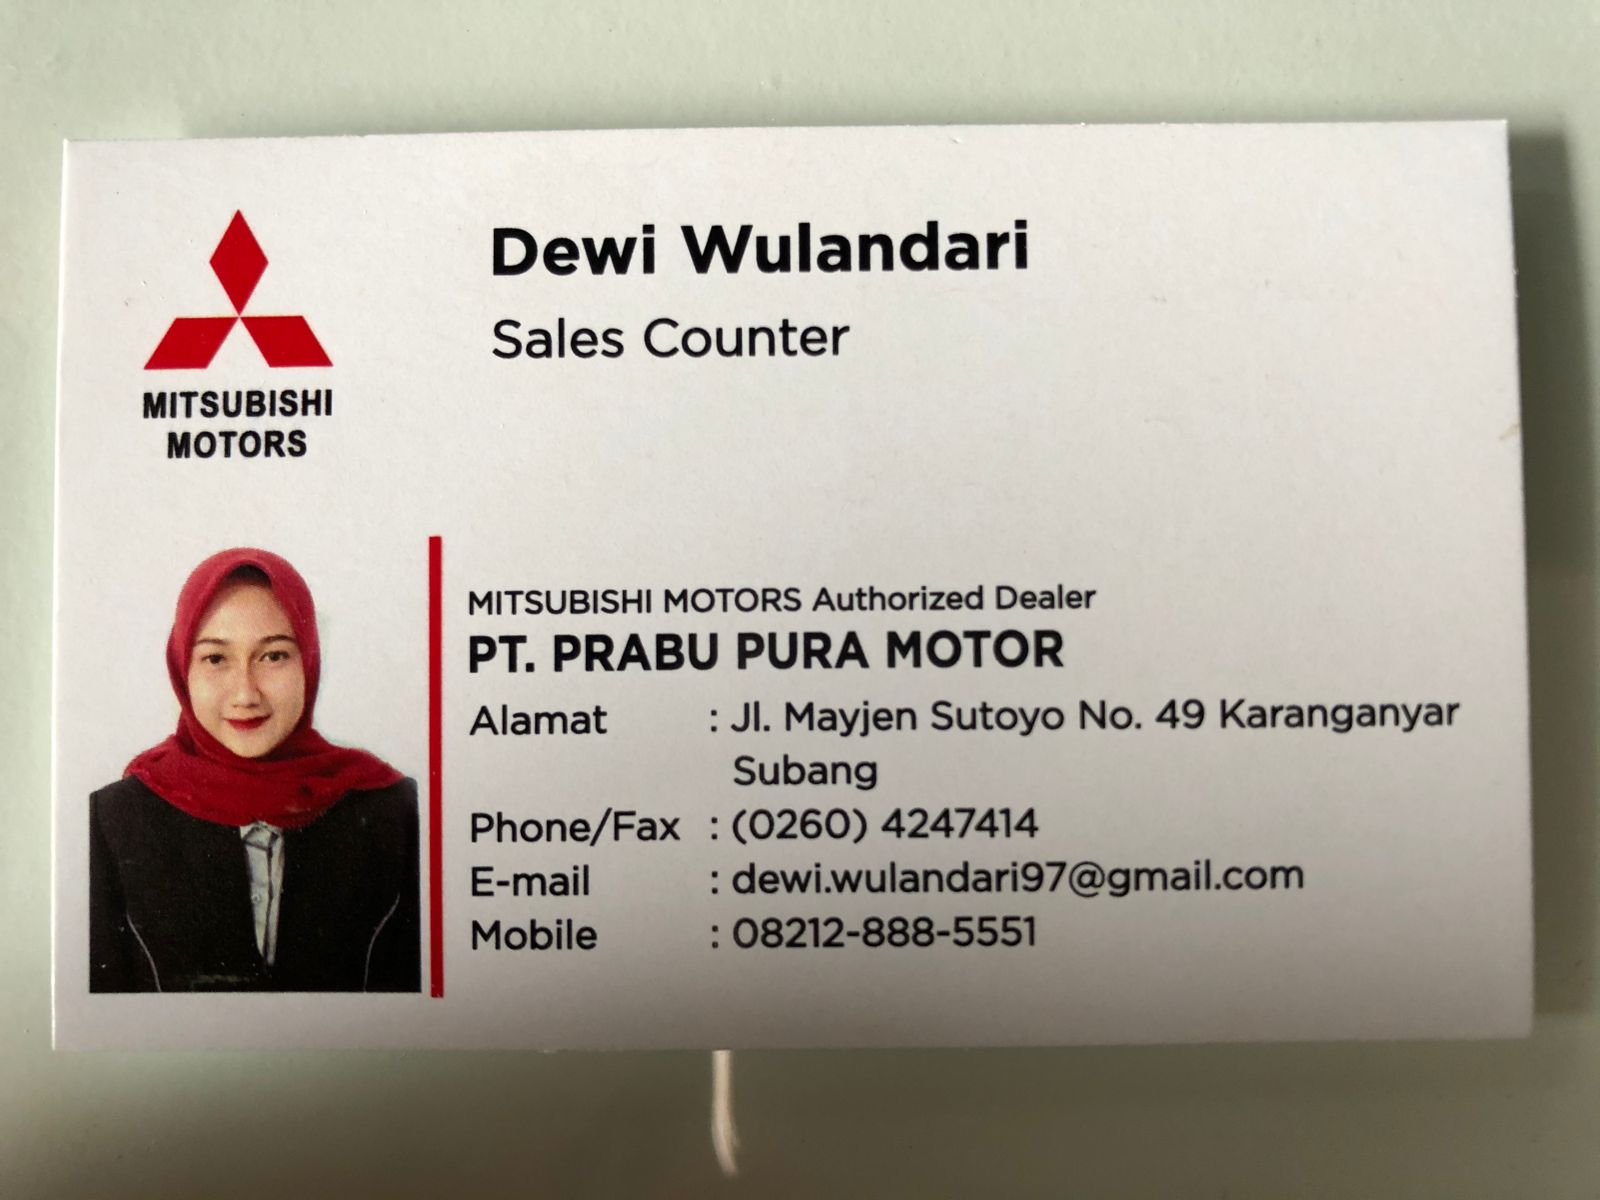 MITSUBISHI
MOTORS
Dewi Wulandari
Sales Counter
MITSUBISHI MOTORS Authorized Dealer
PT. PRABU PURA MOTOR
Alamat : Jl. Mayjen Sutoyo No. 49 Karanganyar
Subang
Phone/Fax : (0260) 4247414
E-mail : dewi.wulandari97@gmail.com
Mobile : 08212-888-5551